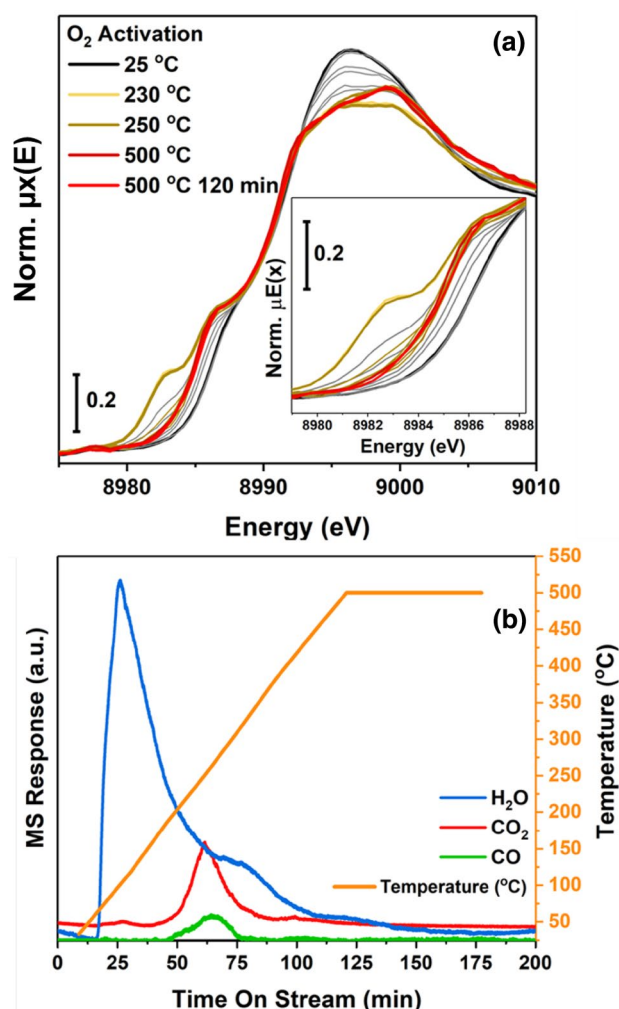 (a)
O₂ Activation
25 °C
230 °C
250 °C
500 °C
500 °C 120 min
Norm. μx(E)
0.2
0.2
Norm. μE(x)
8980 8982 8984 8986 8988
Energy (eV)
8980 8990 9000 9010
Energy (eV)
(b)
MS Response (a.u.)
H₂O
CO₂
CO
Temperature (°C)
550
500
450
400
350
300
250
200
150
100
50
25
Temperature (°C)
0 25 50 75 100 125 150 175 200
Time On Stream (min)